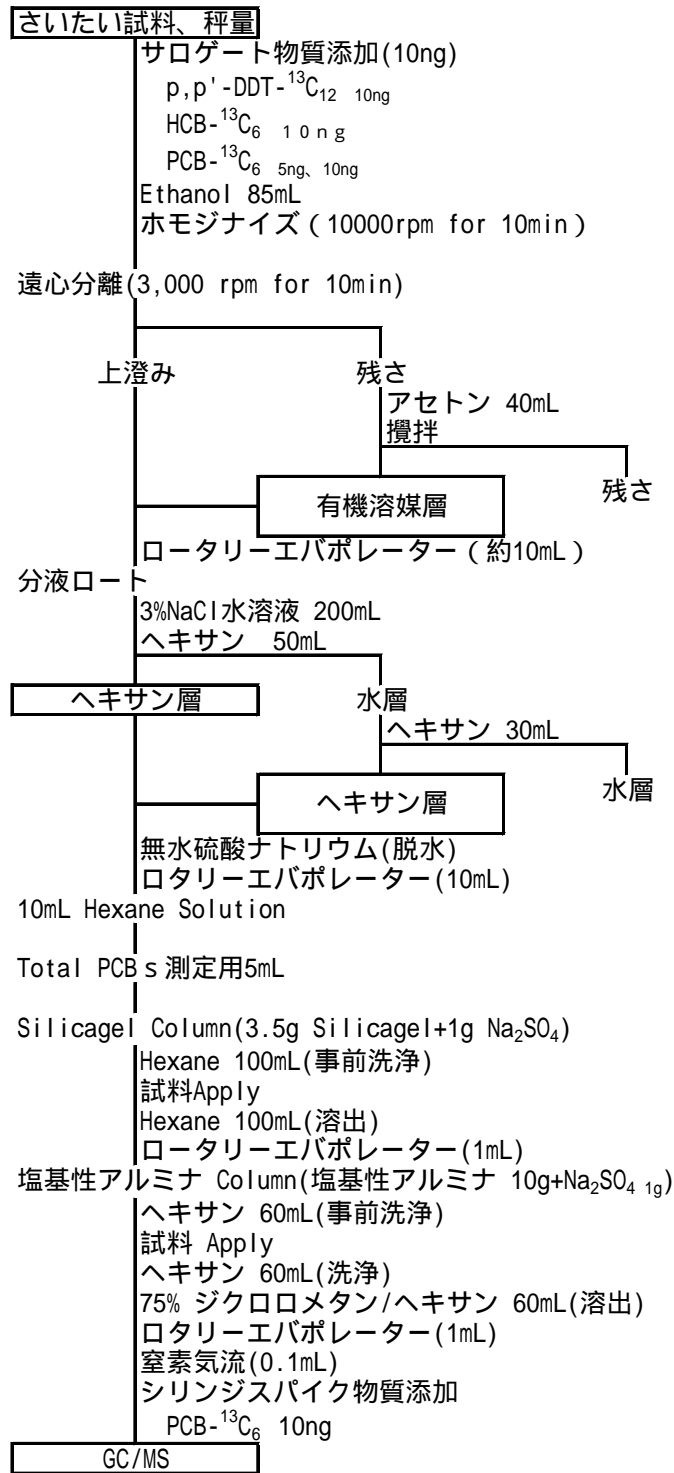 さいたい試料、秤量
サロゲート物質添加(10ng)
p,p'-DDT-¹³C₁₂ 10ng
HCB-¹³C₆ 10ng
PCB-¹³C₆ 5ng、10ng
Ethanol 85mL
ホモジナイズ(10000rpm for 10min)
遠心分離(3,000 rpm for 10min)
上澄み 残さ
アセトン 40mL
攪拌
残さ
有機溶媒層
ロータリーエバポレーター(約10mL)
分液ロート
3%NaCl水溶液 200mL
ヘキサン 50mL
ヘキサン層 水層
ヘキサン 30mL
水層
ヘキサン層
無水硫酸ナトリウム(脱水)
ロタリーエバポレーター(10mL)
10mL Hexane Solution
Total PCBs測定用5mL
Silicagel Column(3.5g Silicagel+1g Na₂SO₄)
Hexane 100mL(事前洗浄)
試料Apply
Hexane 100mL(溶出)
ロータリーエバポレーター(1mL)
塩基性アルミナ Column(塩基性アルミナ 10g+Na₂SO₄ 1g)
ヘキサン 60mL(事前洗浄)
試料 Apply
ヘキサン 60mL(洗浄)
75% ジクロロメタン/ヘキサン 60mL(溶出)
ロタリーエバポレーター(1mL)
窒素気流(0.1mL)
シリンジスパイク物質添加
PCB-¹³C₆ 10ng
GC/MS